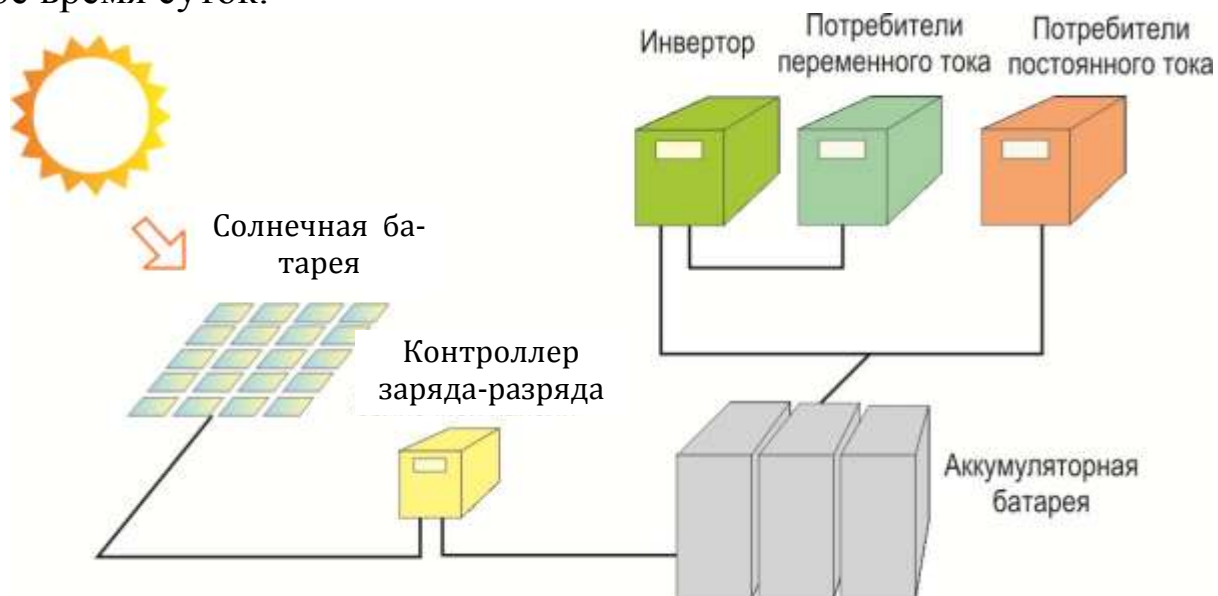 ое время суток.
Инвертор
Потребители
переменного тока
Потребители
постоянного тока
Солнечная ба-
тарея
Контроллер
заряда-разряда
Аккумуляторная
батарея